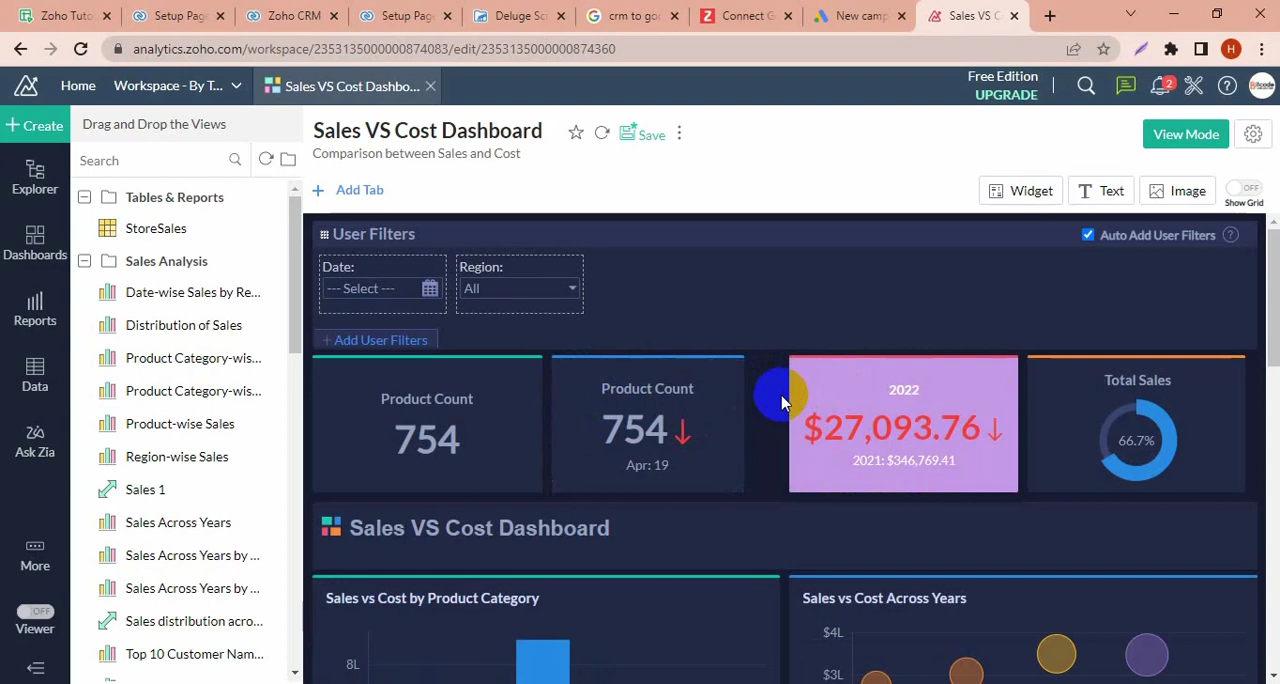 Zoho Tuto
Setup Page
Zoho CRM
Setup Page
Deluge Scr
crm to goo
Connect G
New camp
Sales VS C
analytics.zoho.com/workspace/2353135000000874083/edit/2353135000000874360
H
Home
Workspace - By T...
Sales VS Cost Dashbo...
Free Edition
UPGRADE
2
+ Create
Drag and Drop the Views
Sales VS Cost Dashboard
Save
View Mode
Comparison between Sales and Cost
Search
Explorer
Dashboards
Reports
Data
Ask Zia
More
OFF
Viewer
Tables & Reports
StoreSales
Sales Analysis
Date-wise Sales by Re...
Distribution of Sales
Product Category-wis...
Product Category-wis...
Product-wise Sales
Region-wise Sales
Sales 1
Sales Across Years
Sales Across Years by ...
Sales Across Years by ...
Sales distribution acro...
Top 10 Customer Nam...
+ Add Tab
Widget
Text
Image
OFF
Show Grid
User Filters
Auto Add User Filters
Date:
--- Select ---
Region:
All
+ Add User Filters
Product Count
754
Product Count
754
Apr: 19
2022
$27,093.76
2021: $346,769.41
Total Sales
66.7%
Sales VS Cost Dashboard
Sales vs Cost by Product Category
8L
Sales vs Cost Across Years
$4L
$3L